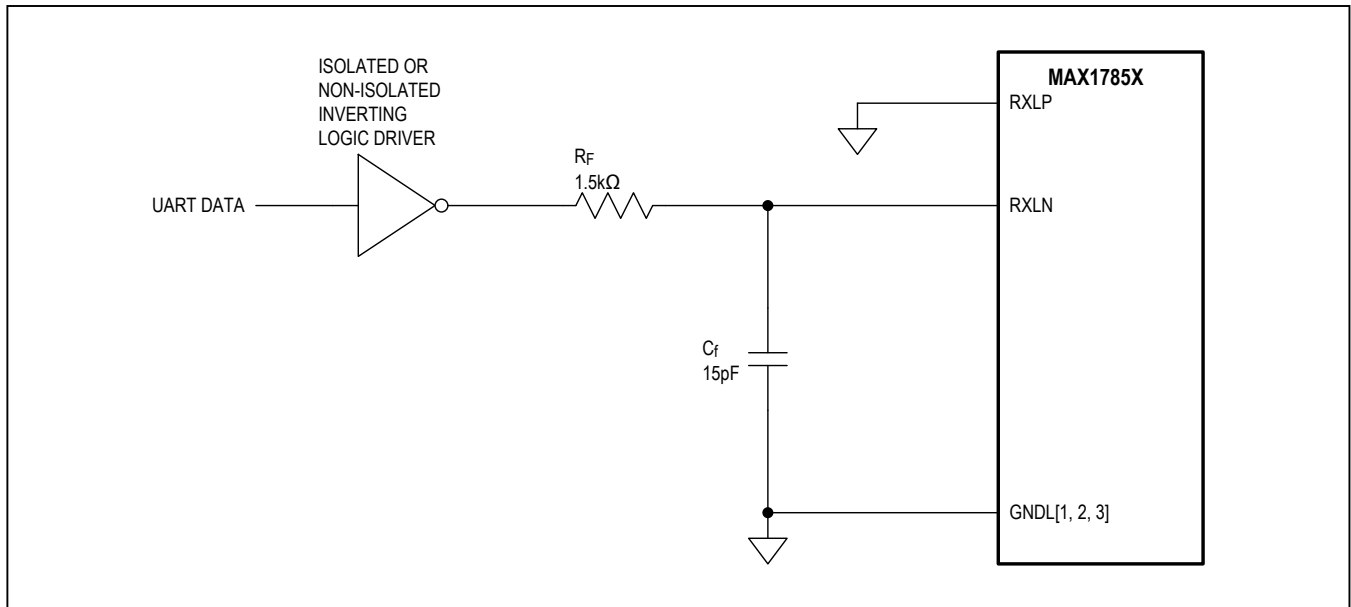 ISOLATED OR
NON-ISOLATED
INVERTING
LOGIC DRIVER
UART DATA
RF
1.5kΩ
Cf
15pF
MAX1785X
RXLP
RXLN
GNDL[1, 2, 3]